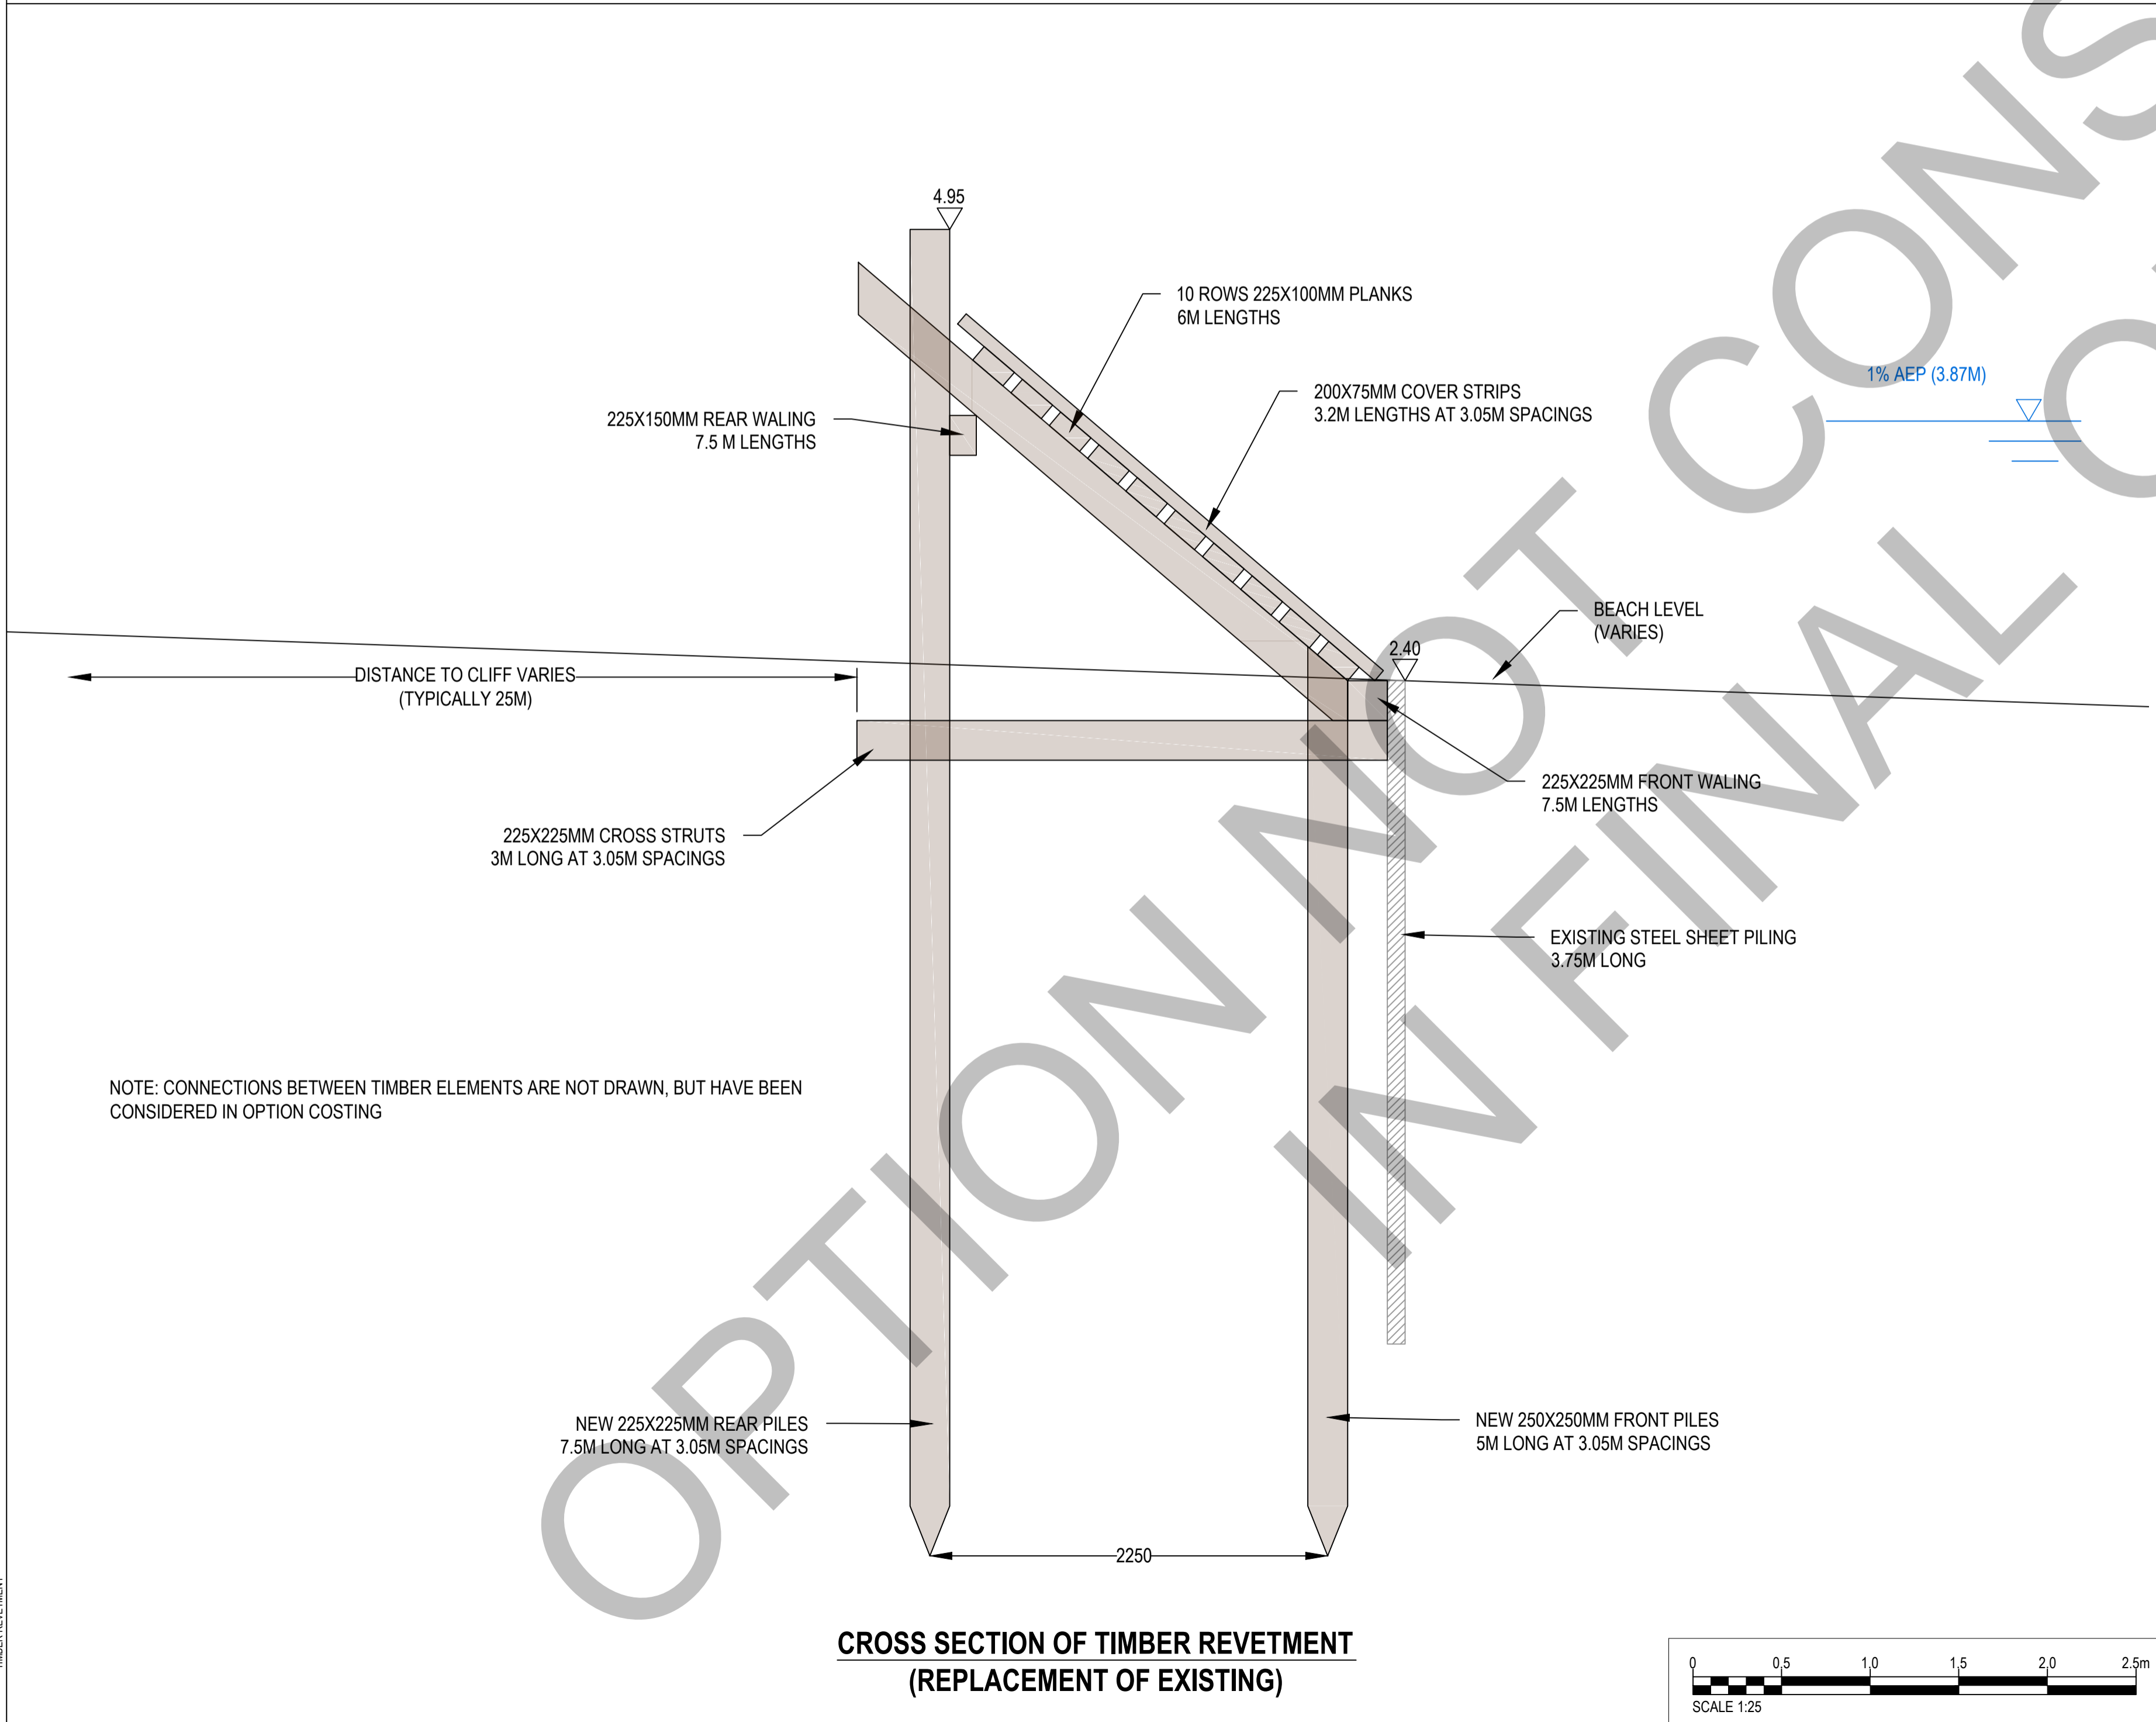 4.95
10 ROWS 225X100MM PLANKS
6M LENGTHS
1% AEP (3.87M)
200X75MM COVER STRIPS
3.2M LENGTHS AT 3.05M SPACINGS
225X150MM REAR WALING
7.5 M LENGTHS
BEACH LEVEL
(VARIES)
2.40
DISTANCE TO CLIFF VARIES
(TYPICALLY 25M)
225X225MM FRONT WALING
7.5M LENGTHS
225X225MM CROSS STRUTS
3M LONG AT 3.05M SPACINGS
EXISTING STEEL SHEET PILING
3.75M LONG
NOTE: CONNECTIONS BETWEEN TIMBER ELEMENTS ARE NOT DRAWN, BUT HAVE BEEN
CONSIDERED IN OPTION COSTING
NEW 225X225MM REAR PILES
7.5M LONG AT 3.05M SPACINGS
NEW 250X250MM FRONT PILES
5M LONG AT 3.05M SPACINGS
2250
CROSS SECTION OF TIMBER REVETMENT
(REPLACEMENT OF EXISTING)
0 0.5 1.0 1.5 2.0 2.5m
SCALE 1:25
OPTION NOT CONS
IN FINAL